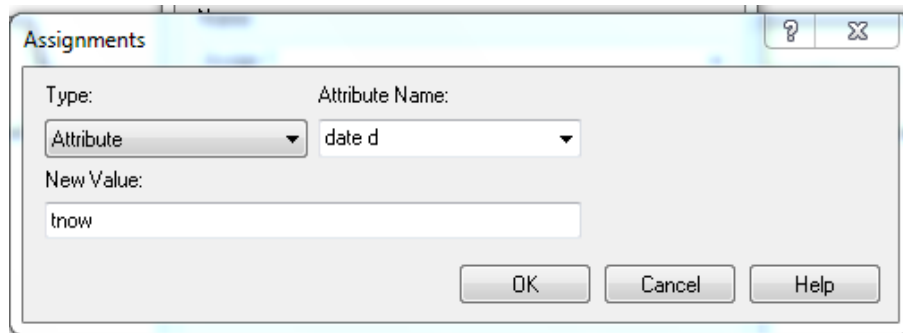 Assignments
Type: Attribute Name:
Attribute date d
New Value:
tnow
OK Cancel Help